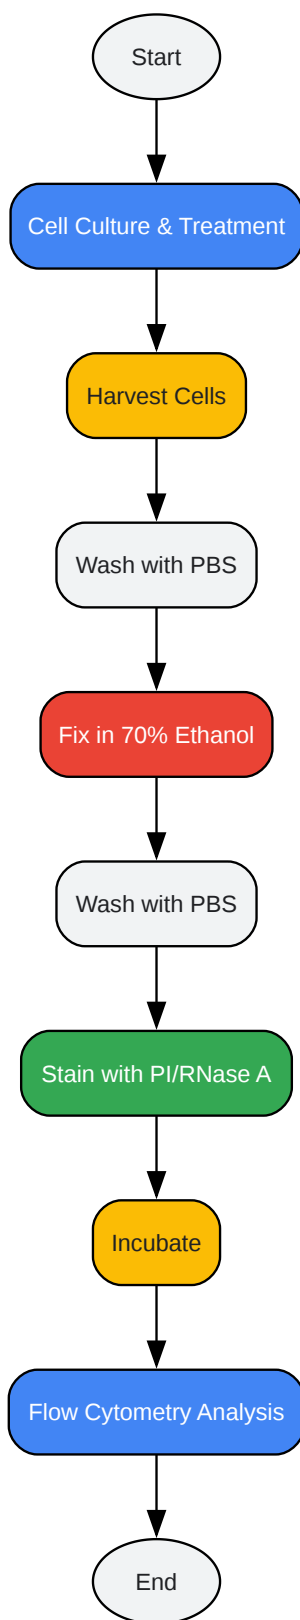 Start
Cell Culture & Treatment
Harvest Cells
Wash with PBS
Fix in 70% Ethanol
Wash with PBS
Stain with PI/RNase A
Incubate
Flow Cytometry Analysis
End